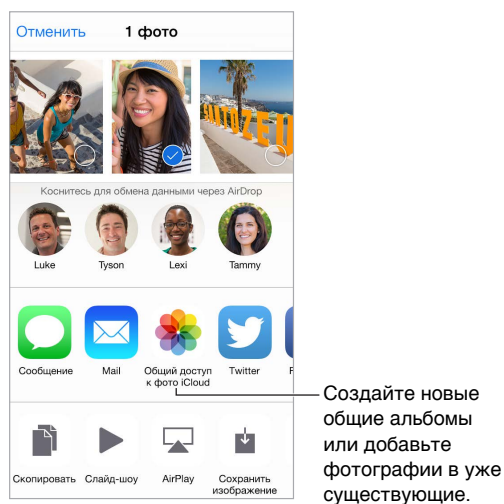 Отменить 1 фото
Коснитесь для обмена данными через AirDrop
Luke Tyson Lexi Tammy
Сообщение Mail Общий доступ к фото iCloud Twitter F
Скопировать Слайд-шоу AirPlay Сохранить изображение
Создайте новые
общие альбомы
или добавьте
фотографии в уже
существующие.